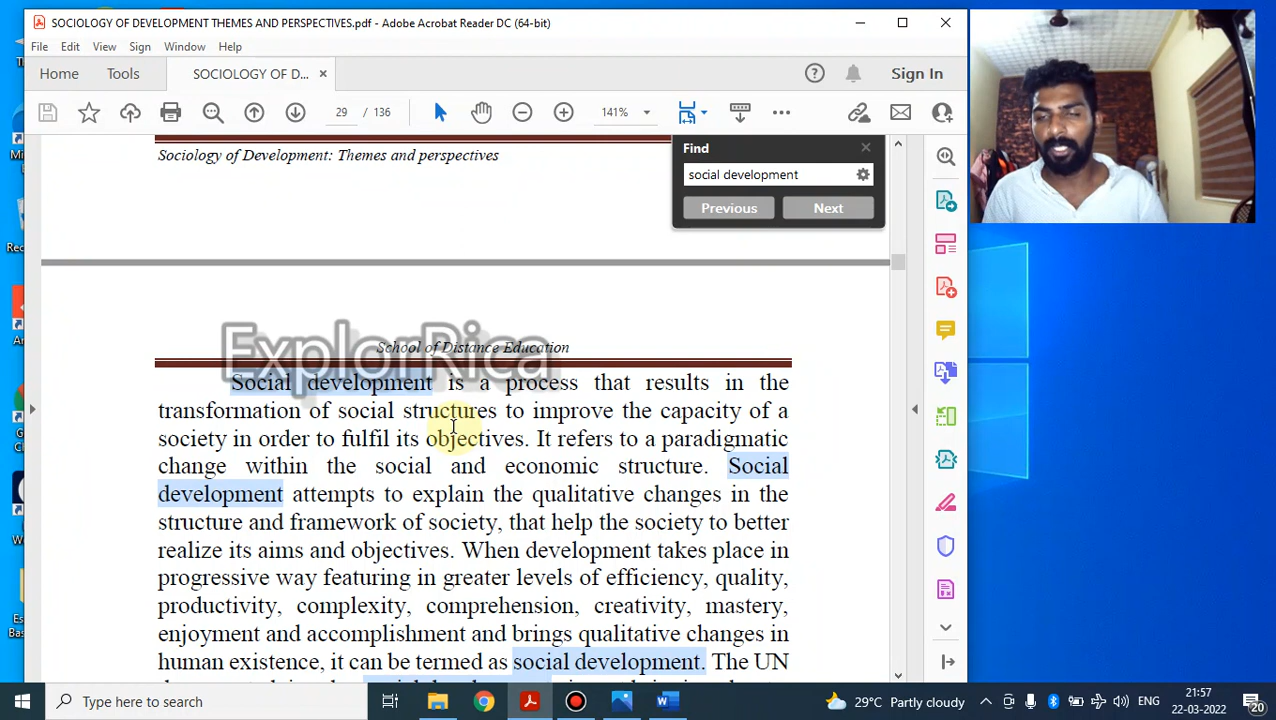 SOCIOLOGY OF DEVELOPMENT THEMES AND PERSPECTIVES.pdf - Adobe Acrobat Reader DC (64-bit)
File Edit View Sign Window Help
Home Tools SOCIOLOGY OF D... × Sign In
29 / 136 141%
Find
social development
Previous Next
Sociology of Development: Themes and perspectives
ExplorRica
School of Distance Education
Social development is a process that results in the
transformation of social structures to improve the capacity of a
society in order to fulfil its objectives. It refers to a paradigmatic
change within the social and economic structure. Social
development attempts to explain the qualitative changes in the
structure and framework of society, that help the society to better
realize its aims and objectives. When development takes place in
progressive way featuring in greater levels of efficiency, quality,
productivity, complexity, comprehension, creativity, mastery,
enjoyment and accomplishment and brings qualitative changes in
human existence, it can be termed as social development. The UN
Type here to search
29°C Partly cloudy
ENG
21:57
22-03-2022
20